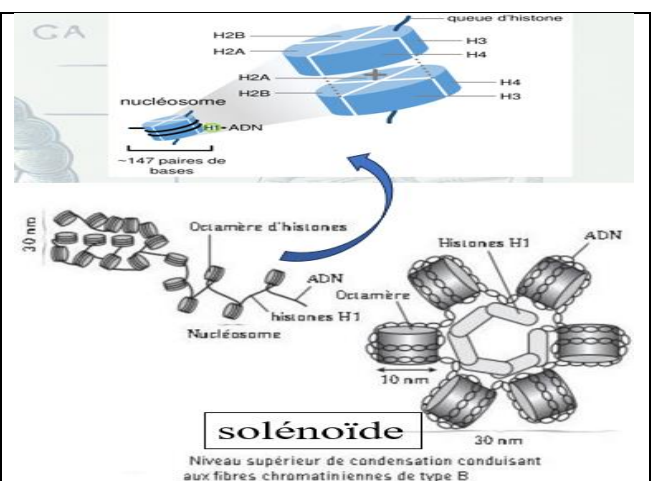 CA
queue d'histone
H2B
H2A
H3
H4
H2A
H2B
H4
H3
nucléosome
H1
ADN
~147 paires de
bases
30 nm
Octamère d'histones
ADN
histones H1
Nucléosome
Histones H1
ADN
Octamère
10 nm
solénoïde
30 nm
Niveau supérieur de condensation conduisant
aux fibres chromatiniennes de type B